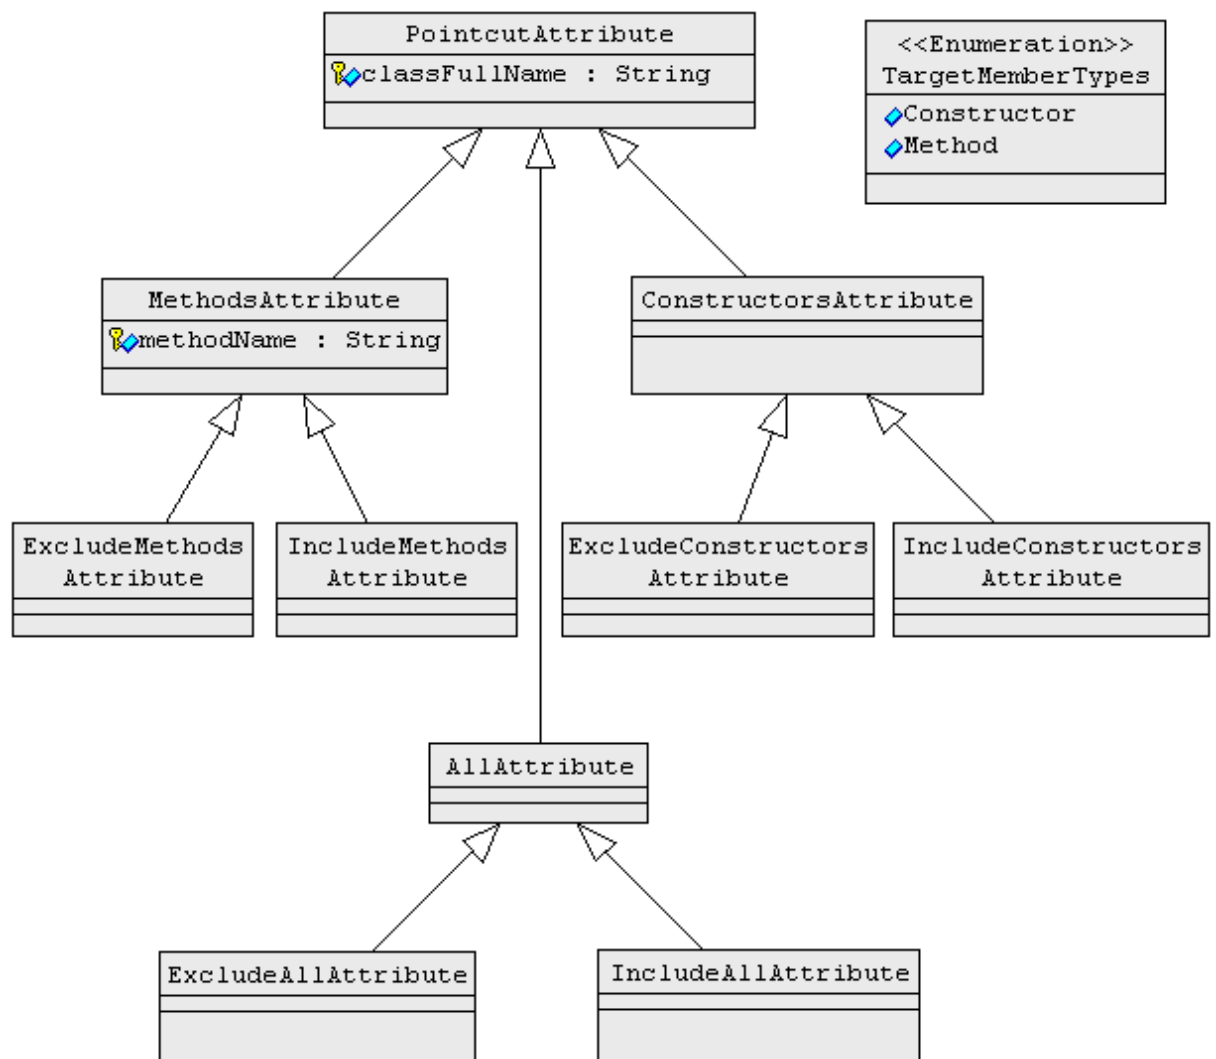 PointcutAttribute
classFullName : String
<<Enumeration>>
TargetMemberTypes
Constructor
Method
MethodsAttribute
methodName : String
ConstructorsAttribute
ExcludeMethods
Attribute
IncludeMethods
Attribute
ExcludeConstructors
Attribute
IncludeConstructors
Attribute
AllAttribute
ExcludeAllAttribute
IncludeAllAttribute